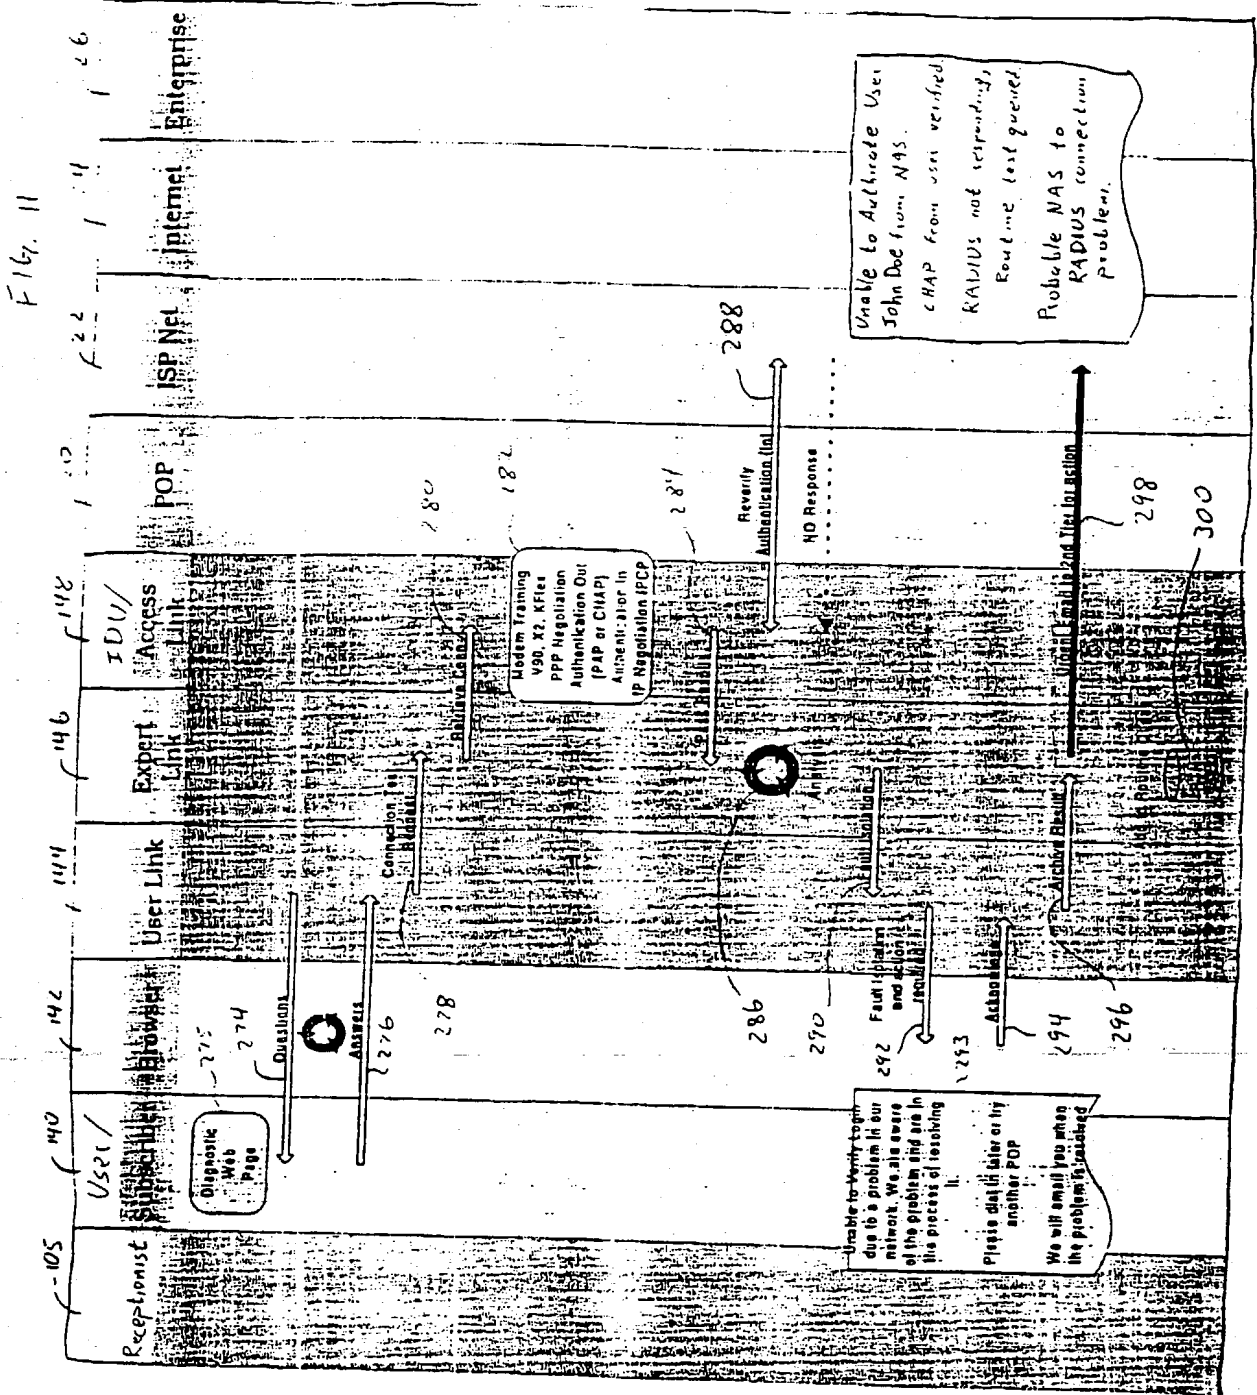 FIG. 11
105
140
142
144
146
148
22
26
Receptionist
User/
Subscriber
Browser
User Link
Expert
Link
IDU/
Access
Link
POP
ISP Net
Internet
Enterprise
Diagnostic
Web
Page
275
274
Questions
Answers
276
Connection Test
Request
278
280
182
Modem Training
V90, X2, KFlex
PPP Negotiation
Authentication Out
(PAP or CHAP)
Authentication In
IP Negotiation IPCP
284
286
Reverify
288
NO Response
290
Fault Isolation
and action
required
292
293
Unable to Verify Login
due to a problem in our
network. We are aware
of the problem and are in
the process of resolving
it.
Please dial in later or try
another POP
We will email you when
the problem is resolved
Acknowledge
294
Archive Result
296
298
300
Unable to Authicate User
John Doe from NAS.
CHAP from user verified.
RADIUS not responding,
Routine test queued.
Probable NAS to
RADIUS connection
problem.